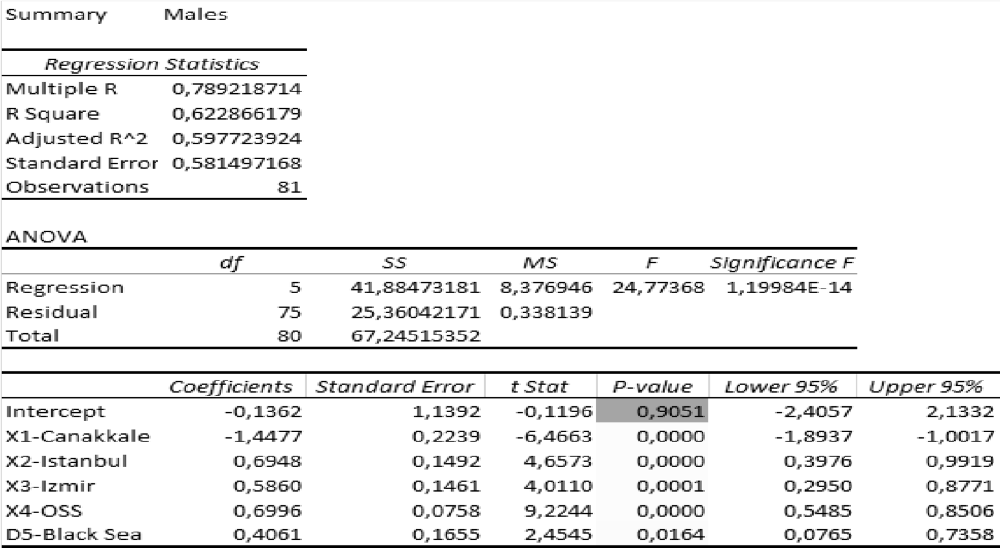 Summary Males
Regression Statistics
Multiple R 0,789218714
R Square 0,622866179
Adjusted R^2 0,597723924
Standard Error 0,581497168
Observations 81
ANOVA
df SS MS F Significance F
Regression 5 41,88473181 8,376946 24,77368 1,19984E-14
Residual 75 25,36042171 0,338139
Total 80 67,24515352
Coefficients Standard Error t Stat P-value Lower 95% Upper 95%
Intercept -0,1362 1,1392 -0,1196 0,9051 -2,4057 2,1332
X1-Canakkale -1,4477 0,2239 -6,4663 0,0000 -1,8937 -1,0017
X2-Istanbul 0,6948 0,1492 4,6573 0,0000 0,3976 0,9919
X3-Izmir 0,5860 0,1461 4,0110 0,0001 0,2950 0,8771
X4-OSS 0,6996 0,0758 9,2244 0,0000 0,5485 0,8506
D5-Black Sea 0,4061 0,1655 2,4545 0,0164 0,0765 0,7358